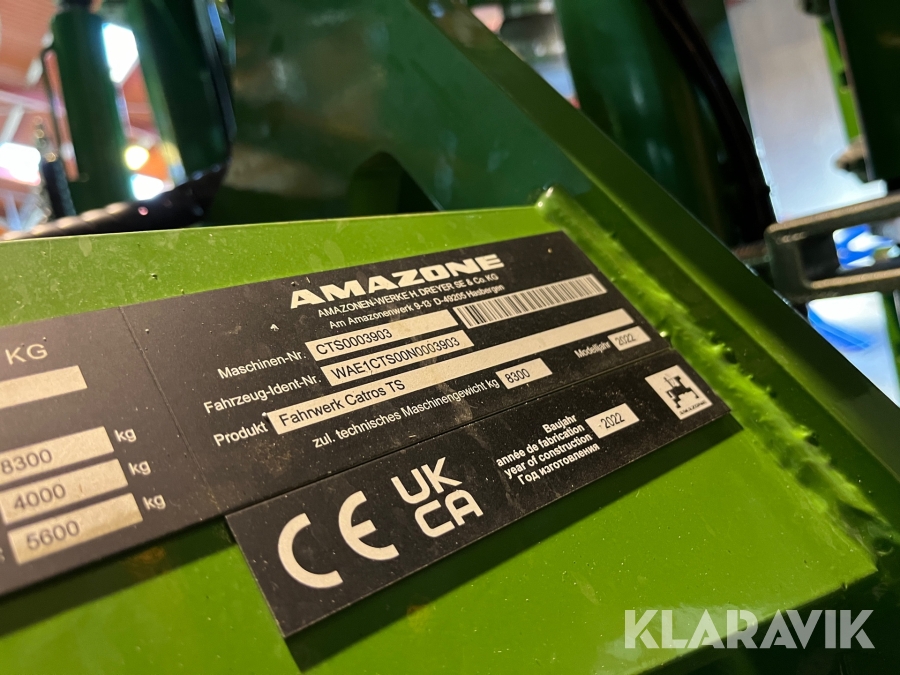 KG
8300 kg
4000 kg
5600 kg
AMAZONE
AMAZONEN-WERKE H. DREYER SE & Co. KG
Am Amazonenwerk 9-13 D-49205 Hasbergen
Maschinen-Nr. CTS0003903
Fahrzeug-Ident-Nr. WAE1CTS00N0003903
Produkt Fahrwerk Catros TS
Modelljahr 2022
zul. technisches Maschinengewicht kg 8300
AMAZONE
CE
UK
CA
Baujahr
année de fabrication
year of construction
Год изготовления
2022
KLARAVIK